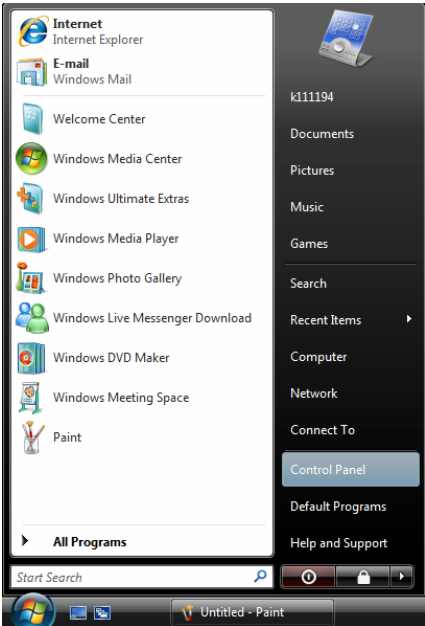 Internet
Internet Explorer
E-mail
Windows Mail
Welcome Center
Windows Media Center
Windows Ultimate Extras
Windows Media Player
Windows Photo Gallery
Windows Live Messenger Download
Windows DVD Maker
Windows Meeting Space
Paint
All Programs
Start Search
k111194
Documents
Pictures
Music
Games
Search
Recent Items
Computer
Network
Connect To
Control Panel
Default Programs
Help and Support
Untitled - Paint